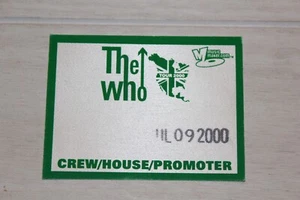 The
Who
TOUR 2000
JUL 09 2000
CREW/HOUSE/PROMOTER